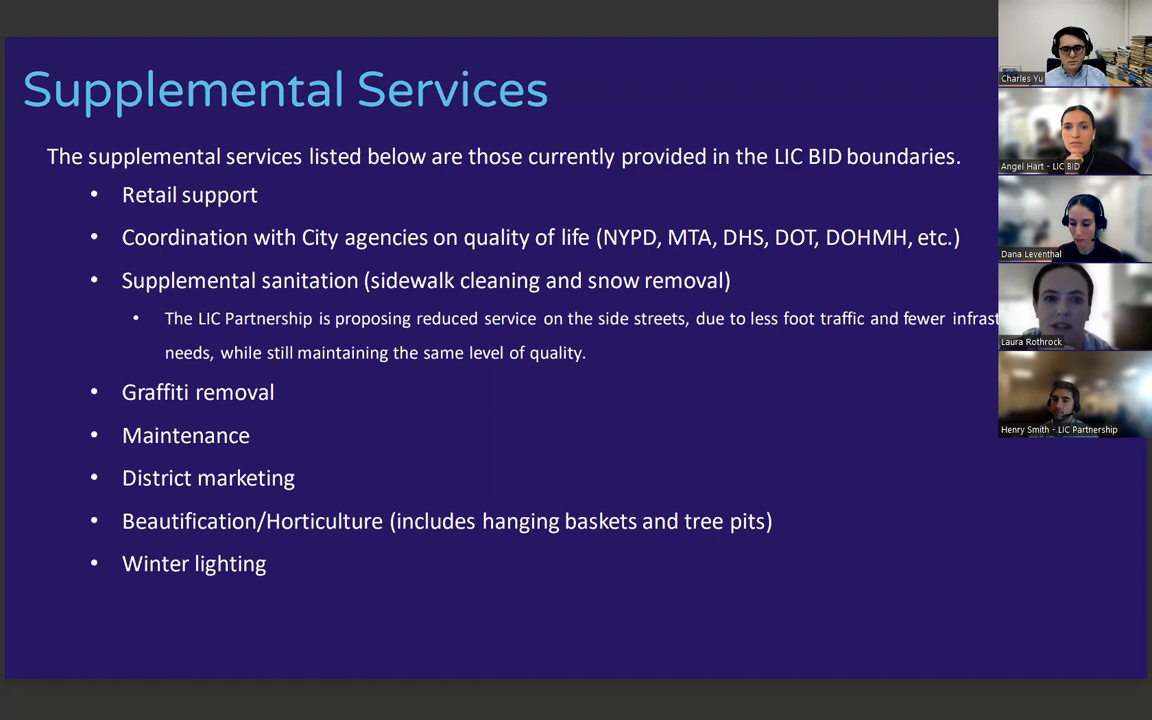 Supplemental Services
The supplemental services listed below are those currently provided in the LIC BID boundaries.
• Retail support
• Coordination with City agencies on quality of life (NYPD, MTA, DHS, DOT, DOHMH, etc.)
• Supplemental sanitation (sidewalk cleaning and snow removal)
• The LIC Partnership is proposing reduced service on the side streets, due to less foot traffic and fewer
needs, while still maintaining the same level of quality.
• Graffiti removal
• Maintenance
• District marketing
• Beautification/Horticulture (includes hanging baskets and tree pits)
• Winter lighting
Charles Yu
Angel Hart - LIC BID
Dana Leventhal
Laura Rothrock
Henry Smith - LIC Partnership